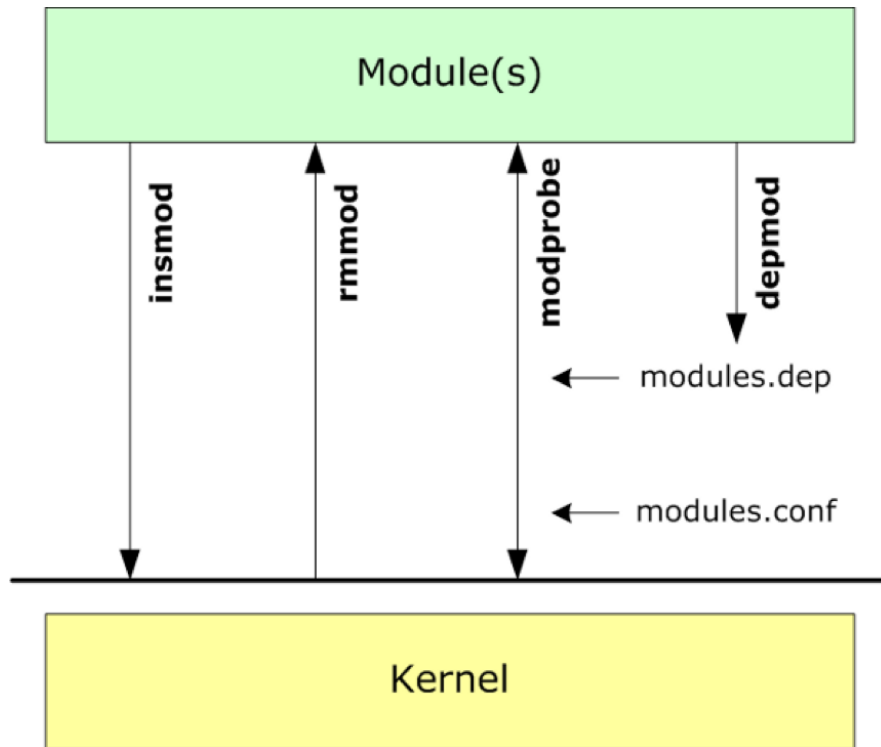 Module(s)
insmod
rmmod
modprobe
depmod
modules.dep
modules.conf
Kernel